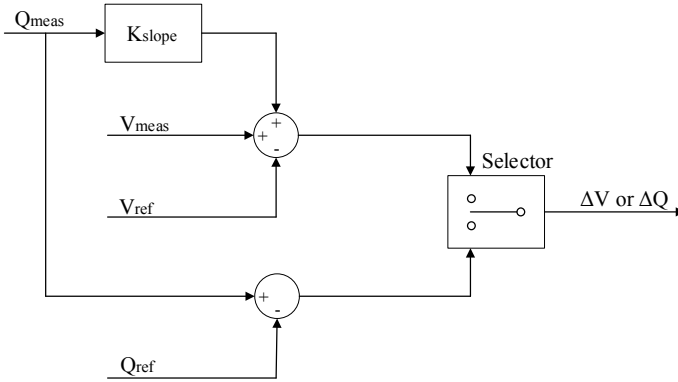 Qmeas
Kslope
+
Vmeas
+
-
Selector
Vref
ΔV or ΔQ
+
-
Qref